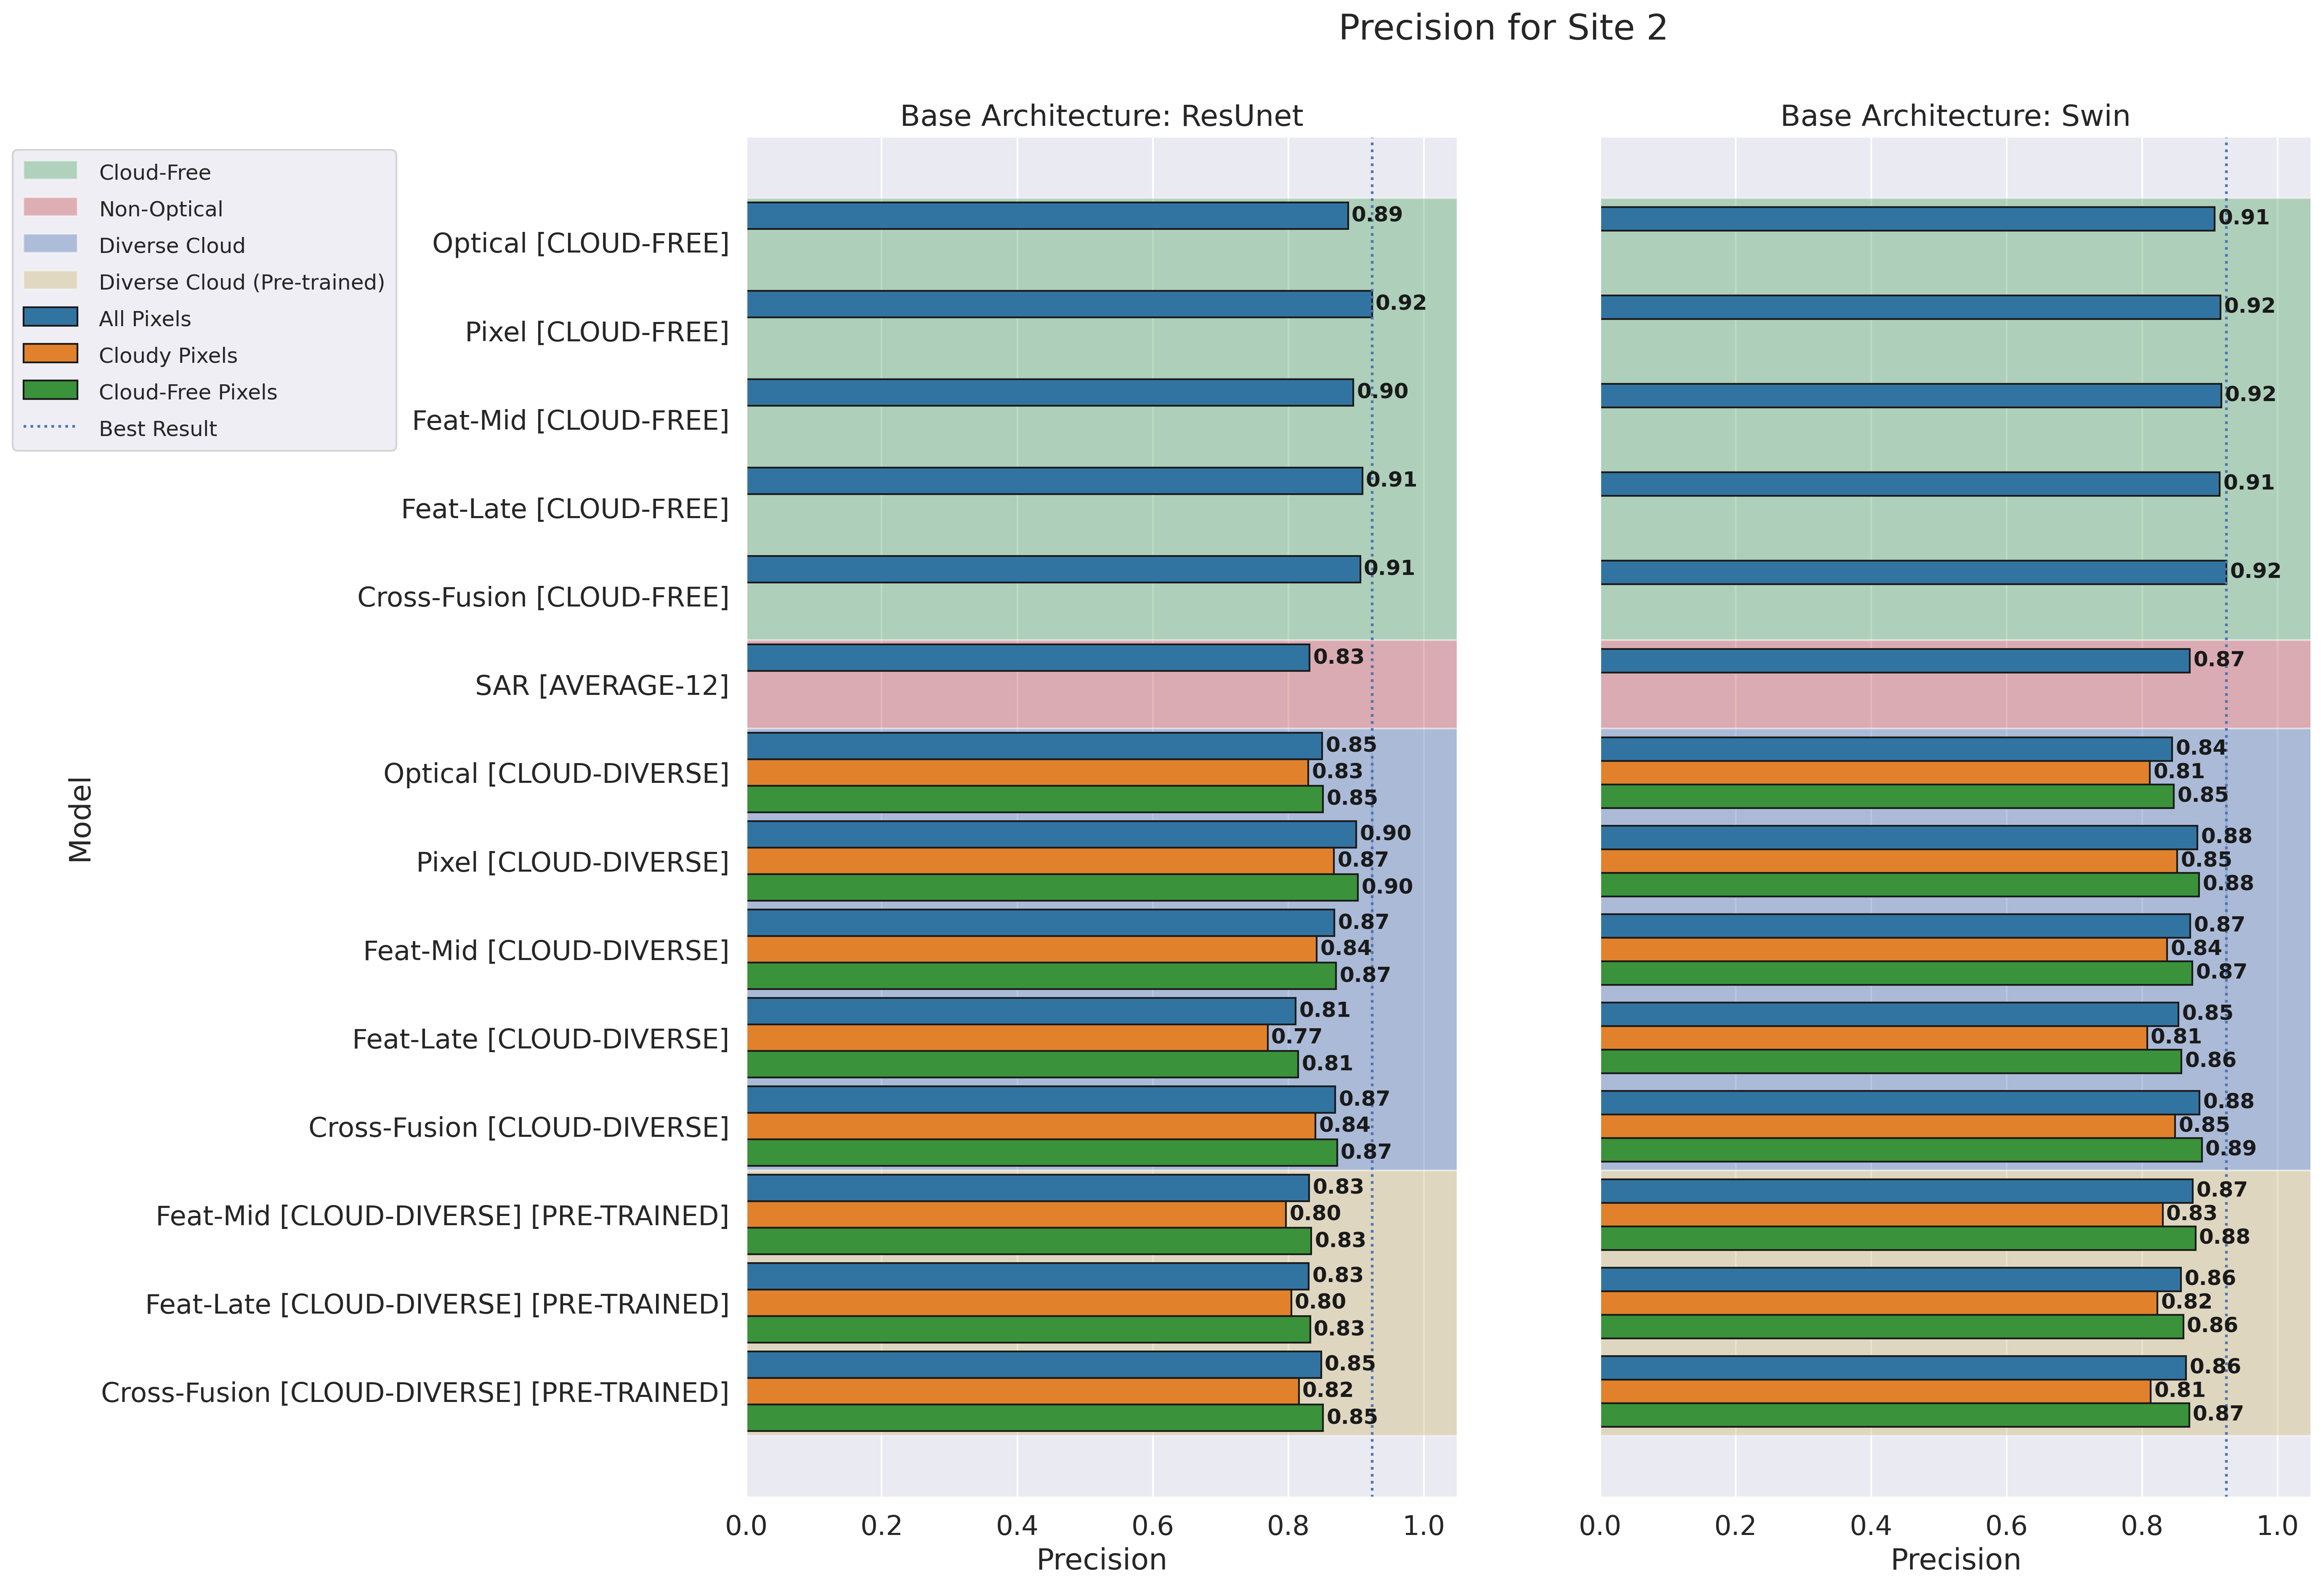 Precision for Site 2
Base Architecture: ResUnet
Base Architecture: Swin
Cloud-Free
Non-Optical
Diverse Cloud
Diverse Cloud (Pre-trained)
All Pixels
Cloudy Pixels
Cloud-Free Pixels
Best Result
Model
Optical [CLOUD-FREE]
0.89
0.91
Pixel [CLOUD-FREE]
0.92
0.92
Feat-Mid [CLOUD-FREE]
0.90
0.92
Feat-Late [CLOUD-FREE]
0.91
0.91
Cross-Fusion [CLOUD-FREE]
0.91
0.92
SAR [AVERAGE-12]
0.83
0.87
Optical [CLOUD-DIVERSE]
0.85
0.83
0.85
0.84
0.81
0.85
Pixel [CLOUD-DIVERSE]
0.90
0.87
0.90
0.88
0.85
0.88
Feat-Mid [CLOUD-DIVERSE]
0.87
0.84
0.87
0.87
0.84
0.87
Feat-Late [CLOUD-DIVERSE]
0.81
0.77
0.81
0.85
0.81
0.86
Cross-Fusion [CLOUD-DIVERSE]
0.87
0.84
0.87
0.88
0.85
0.89
Feat-Mid [CLOUD-DIVERSE] [PRE-TRAINED]
0.83
0.80
0.83
0.87
0.83
0.88
Feat-Late [CLOUD-DIVERSE] [PRE-TRAINED]
0.83
0.80
0.83
0.86
0.82
0.86
Cross-Fusion [CLOUD-DIVERSE] [PRE-TRAINED]
0.85
0.82
0.85
0.86
0.81
0.87
0.0 0.2 0.4 0.6 0.8 1.0
Precision
0.0 0.2 0.4 0.6 0.8 1.0
Precision